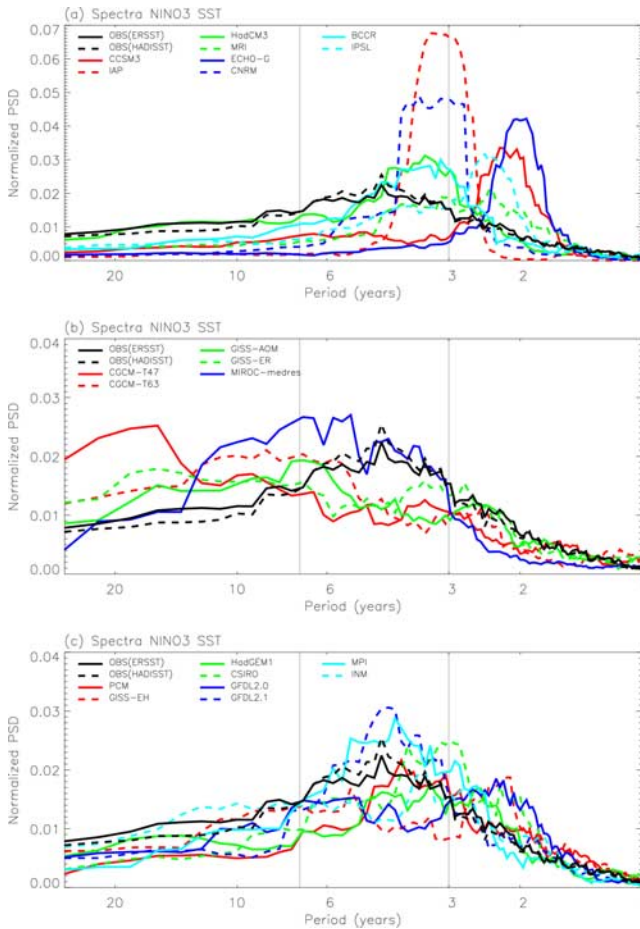 (a) Spectra NINO3 SST
OBS(ERSST) HadCM3 BCCR
OBS(HADISST) MRI IPSL
CCSM3 ECHO-G
IAP CNRM
Normalized PSD
0.07
0.06
0.05
0.04
0.03
0.02
0.01
0.00
20 10 6 3 2
Period (years)
(b) Spectra NINO3 SST
OBS(ERSST) GISS-AOM
OBS(HADISST) GISS-ER
CGCM-T47 MIROC-medres
CGCM-T63
Normalized PSD
0.04
0.03
0.02
0.01
0.00
20 10 6 3 2
Period (years)
(c) Spectra NINO3 SST
OBS(ERSST) HadGEM1 MPI
OBS(HADISST) CSIRO INM
PCM GFDL2.0
GISS-EH GFDL2.1
Normalized PSD
0.04
0.03
0.02
0.01
0.00
20 10 6 3 2
Period (years)